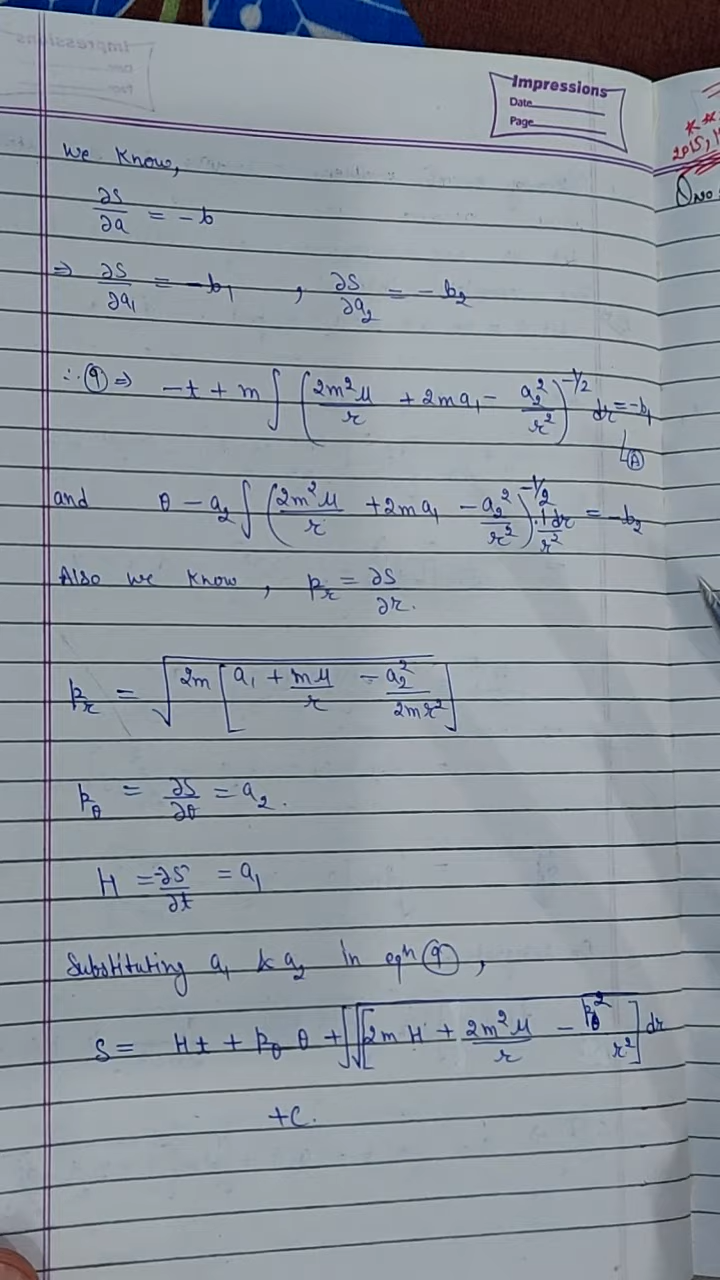 Impressions
Date
Page
We know,
∂S/∂a = -b
⇒ ∂S/∂a₁ = -b₁ , ∂S/∂a₂ = -b₂
∴ ⑨ ⇒ -t + m ∫ (2m²μ/r + 2ma₁ - a₂²/r²)^(-1/2) dr = -b₁
Ⓐ
and θ - a₂ ∫ (2m²μ/r + 2ma₁ - a₂²/r²)^(-1/2) · 1/r² dr = -b₂
Also we know, pᵣ = ∂S/∂r.
pᵣ = √(2m [a₁ + mμ/r - a₂²/2mr²])
p_θ = ∂S/∂θ = a₂.
H = -∂S/∂t = a₁
Substituting a₁ & a₂ in eqn ⑨,
S = Ht + p_θ θ + ∫√[2mH + 2m²μ/r - p_θ²/r²] dr
+C.